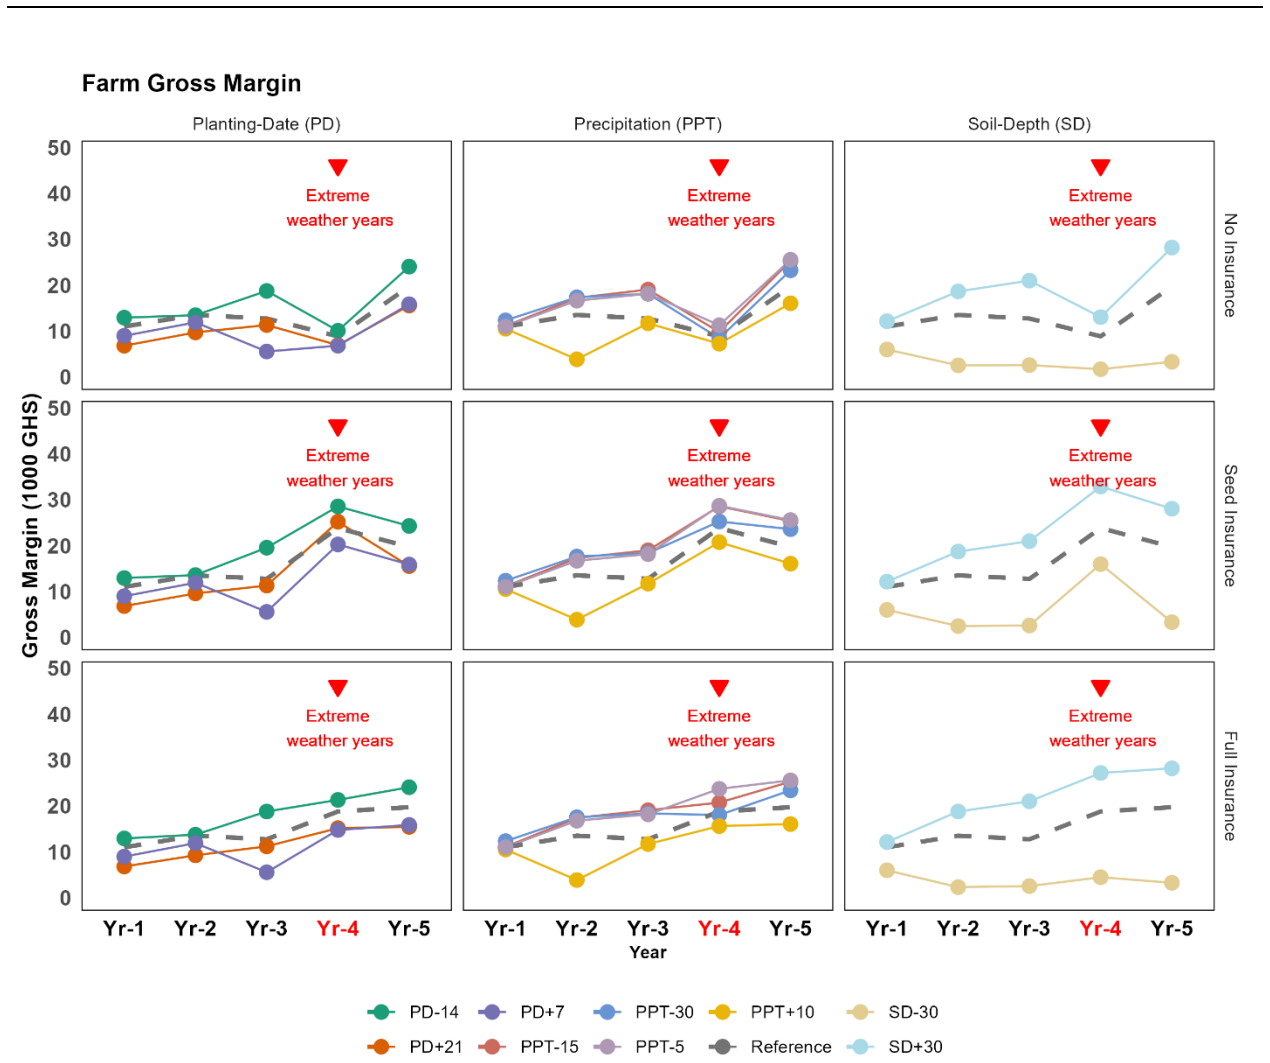 Farm Gross Margin
Planting-Date (PD)
Precipitation (PPT)
Soil-Depth (SD)
Gross Margin (1000 GHS)
50
40
30
20
10
0
Extreme
weather years
Extreme
weather years
Extreme
weather years
No Insurance
50
40
30
20
10
0
Extreme
weather years
Extreme
weather years
Extreme
weather years
Seed Insurance
50
40
30
20
10
0
Extreme
weather years
Extreme
weather years
Extreme
weather years
Full Insurance
Yr-1 Yr-2 Yr-3 Yr-4 Yr-5
Yr-1 Yr-2 Yr-3 Yr-4 Yr-5
Yr-1 Yr-2 Yr-3 Yr-4 Yr-5
Year
PD-14 PD+7 PPT-30 PPT+10 SD-30
PD+21 PPT-15 PPT-5 Reference SD+30